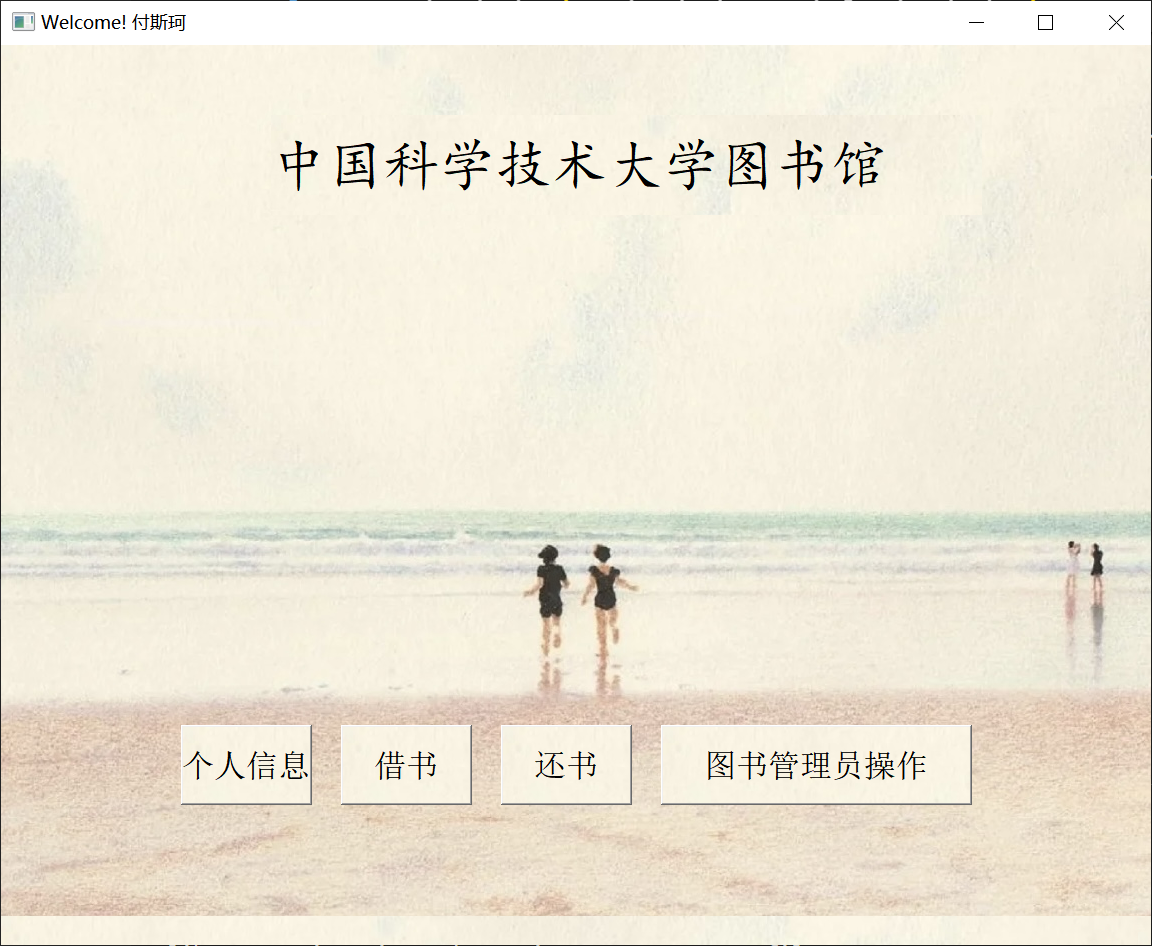 Welcome! 付斯珂
中国科学技术大学图书馆
个人信息
借书
还书
图书管理员操作